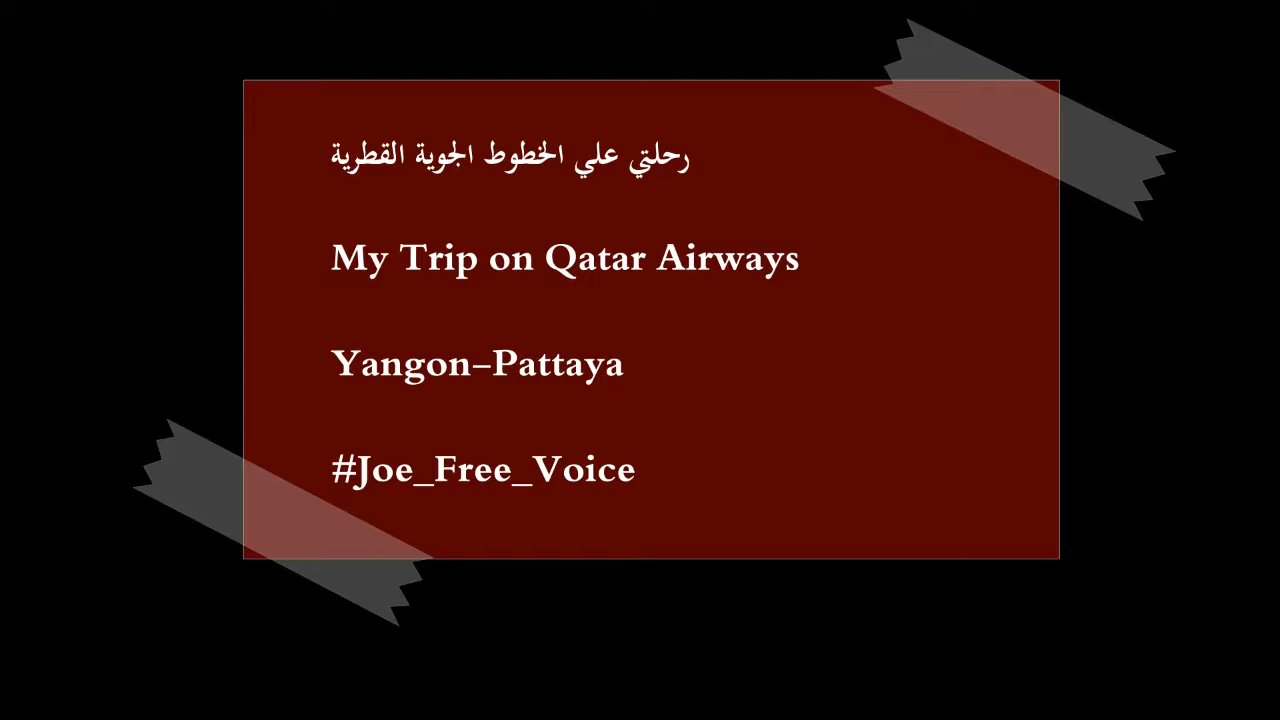 رحلتي علي الخطوط الجوية القطرية
My Trip on Qatar Airways
Yangon-Pattaya
#Joe_Free_Voice